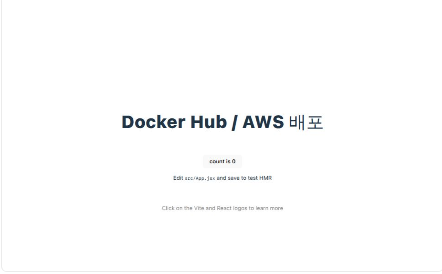 Docker Hub / AWS 배포
count is 0
Edit src/App.jsx and save to test HMR
Click on the Vite and React logos to learn more